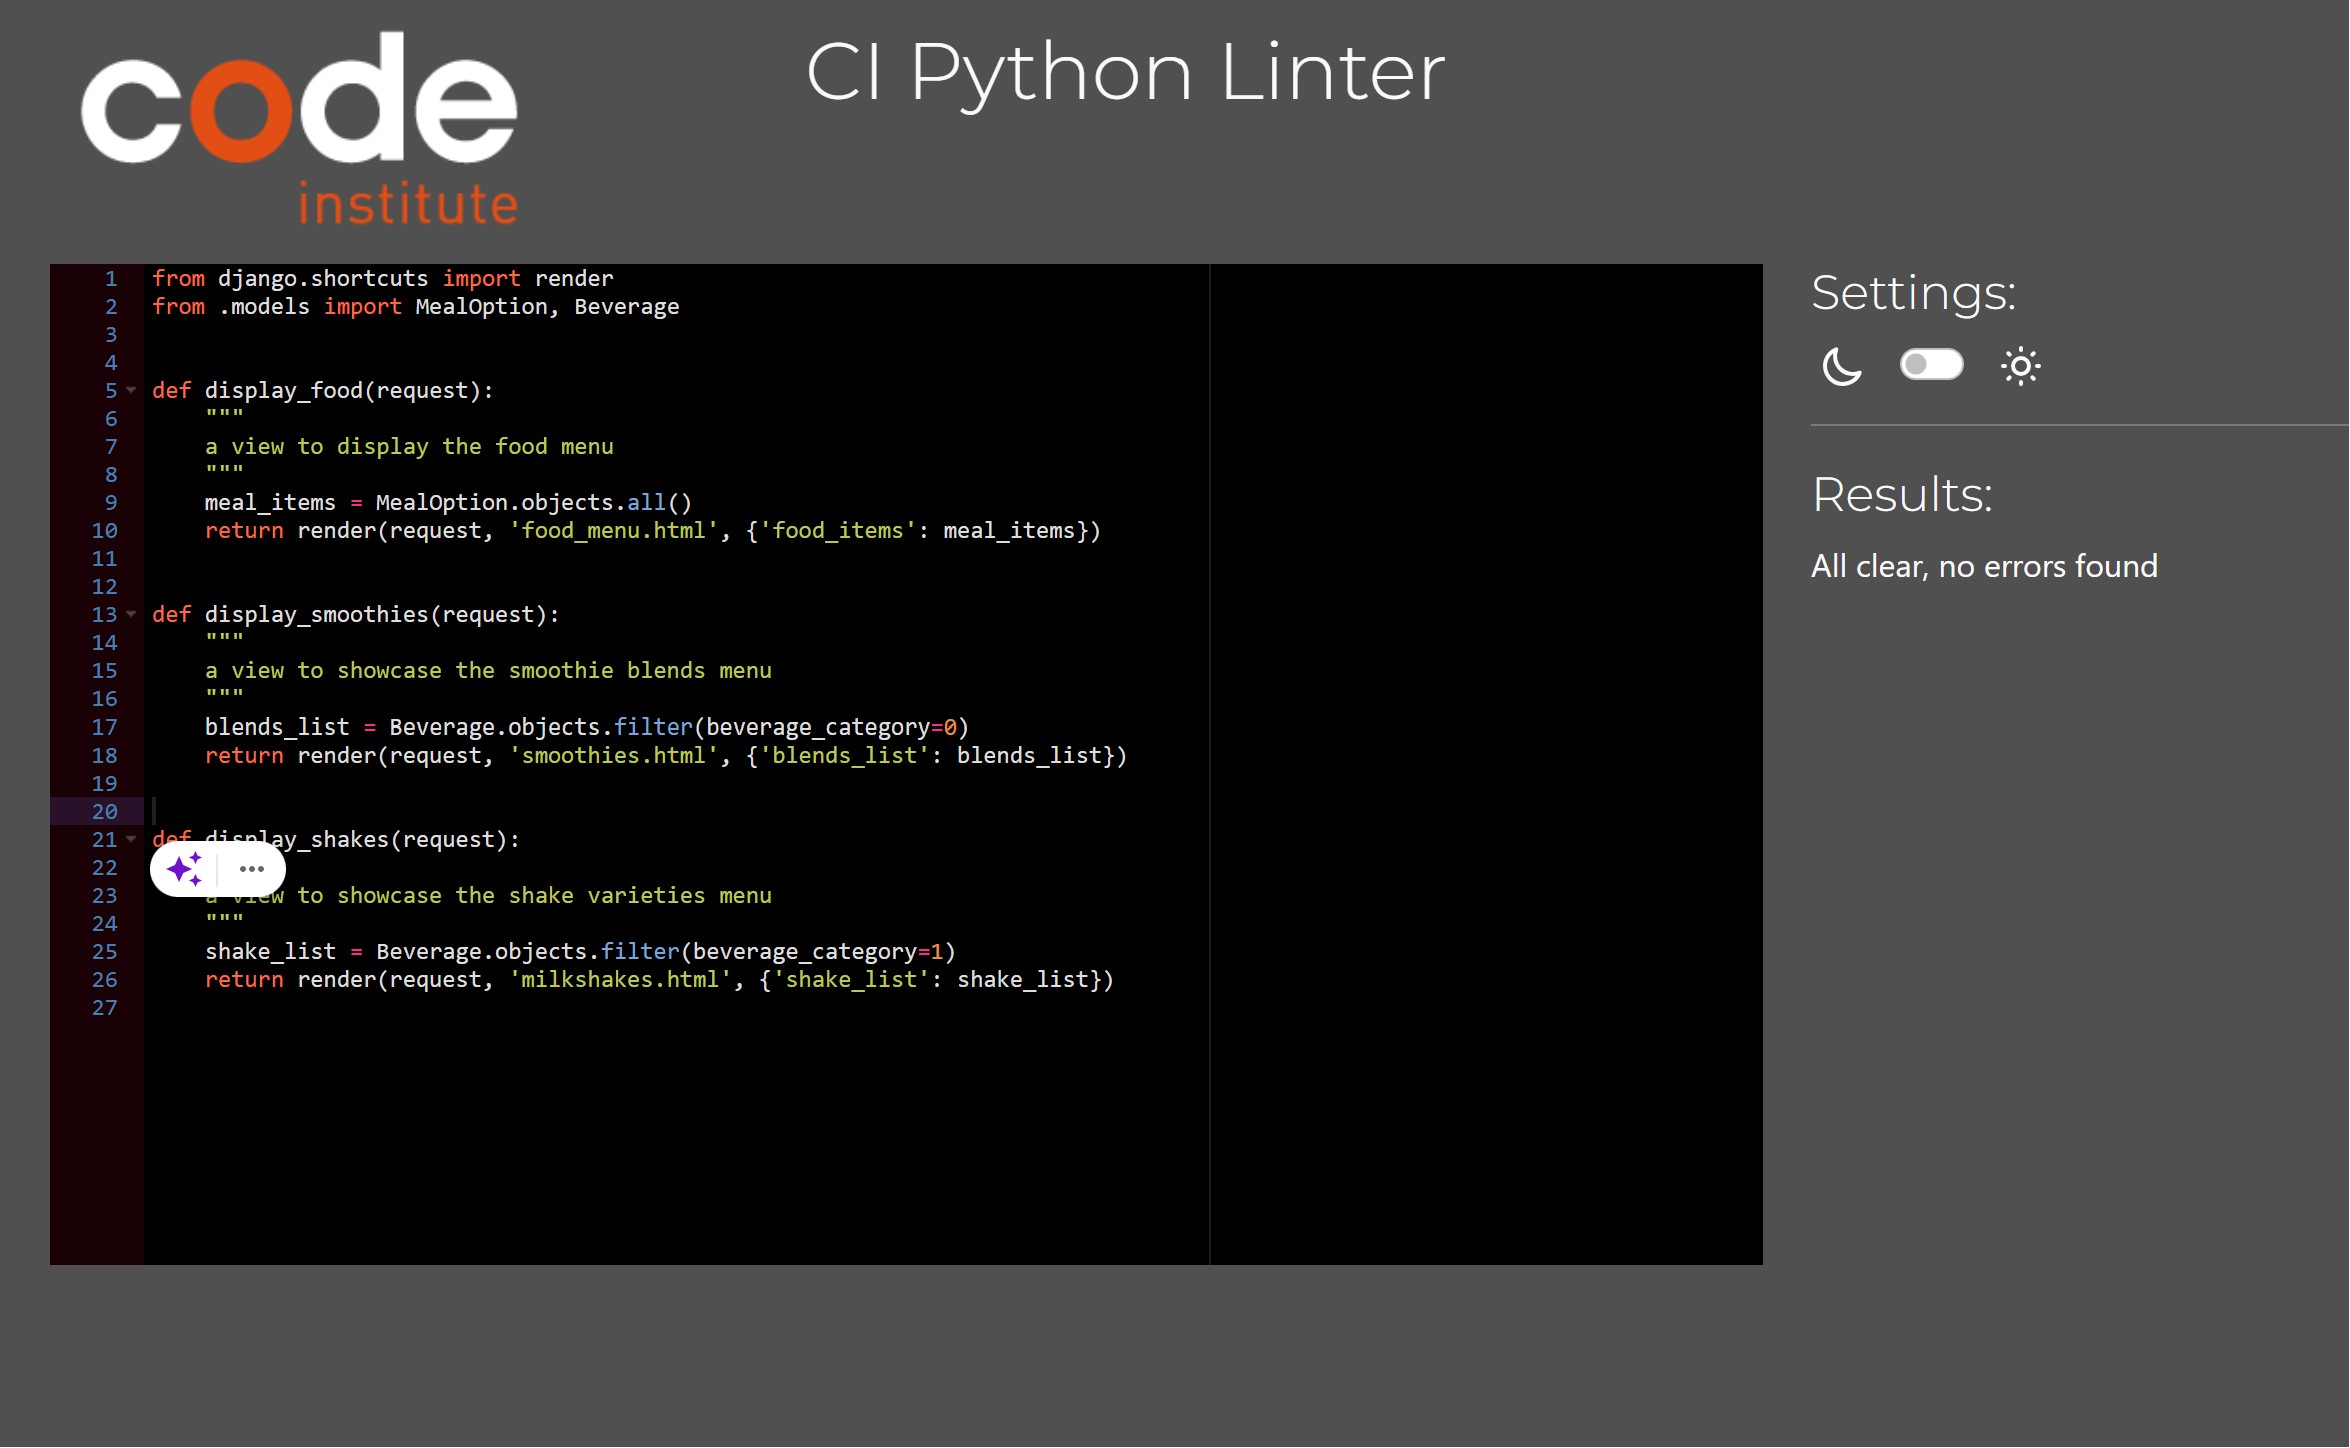 code
institute
CI Python Linter
1 from django.shortcuts import render
2 from .models import MealOption, Beverage
3
4
5 def display_food(request):
6     """
7     a view to display the food menu
8     """
9     meal_items = MealOption.objects.all()
10     return render(request, 'food_menu.html', {'food_items': meal_items})
11
12
13 def display_smoothies(request):
14     """
15     a view to showcase the smoothie blends menu
16     """
17     blends_list = Beverage.objects.filter(beverage_category=0)
18     return render(request, 'smoothies.html', {'blends_list': blends_list})
19
20
21 def display_shakes(request):
22
23     a view to showcase the shake varieties menu
24     """
25     shake_list = Beverage.objects.filter(beverage_category=1)
26     return render(request, 'milkshakes.html', {'shake_list': shake_list})
27
Settings:
Results:
All clear, no errors found